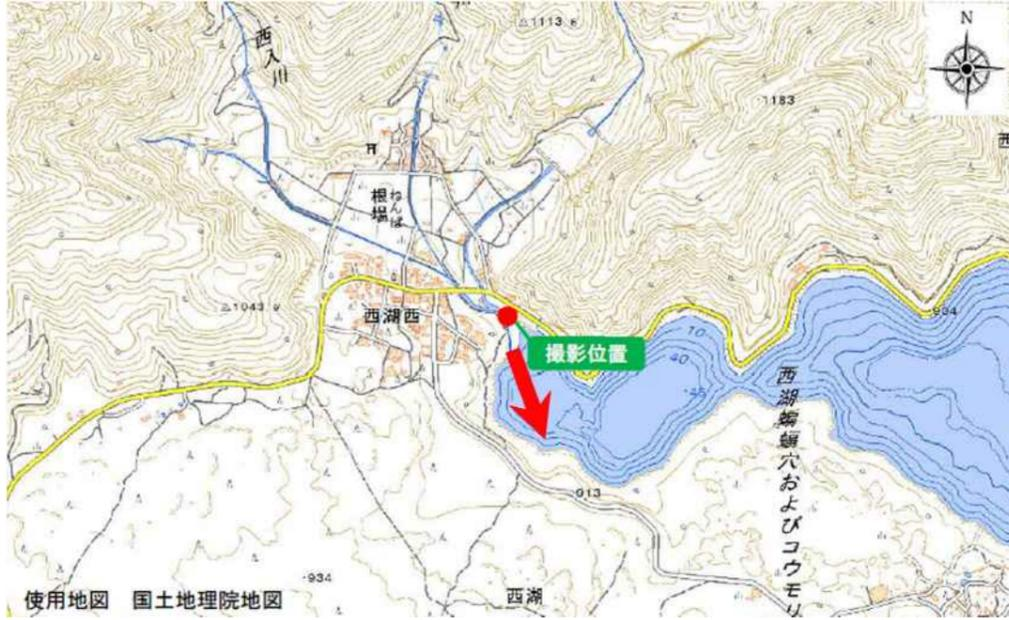 1113.6
N
西入川
1183
西
根場
ねんば
1043.9
西湖西
撮影位置
10
40
904
西湖蝙蝠穴およびコウモリ
913
934
西湖
使用地図 国土地理院地図